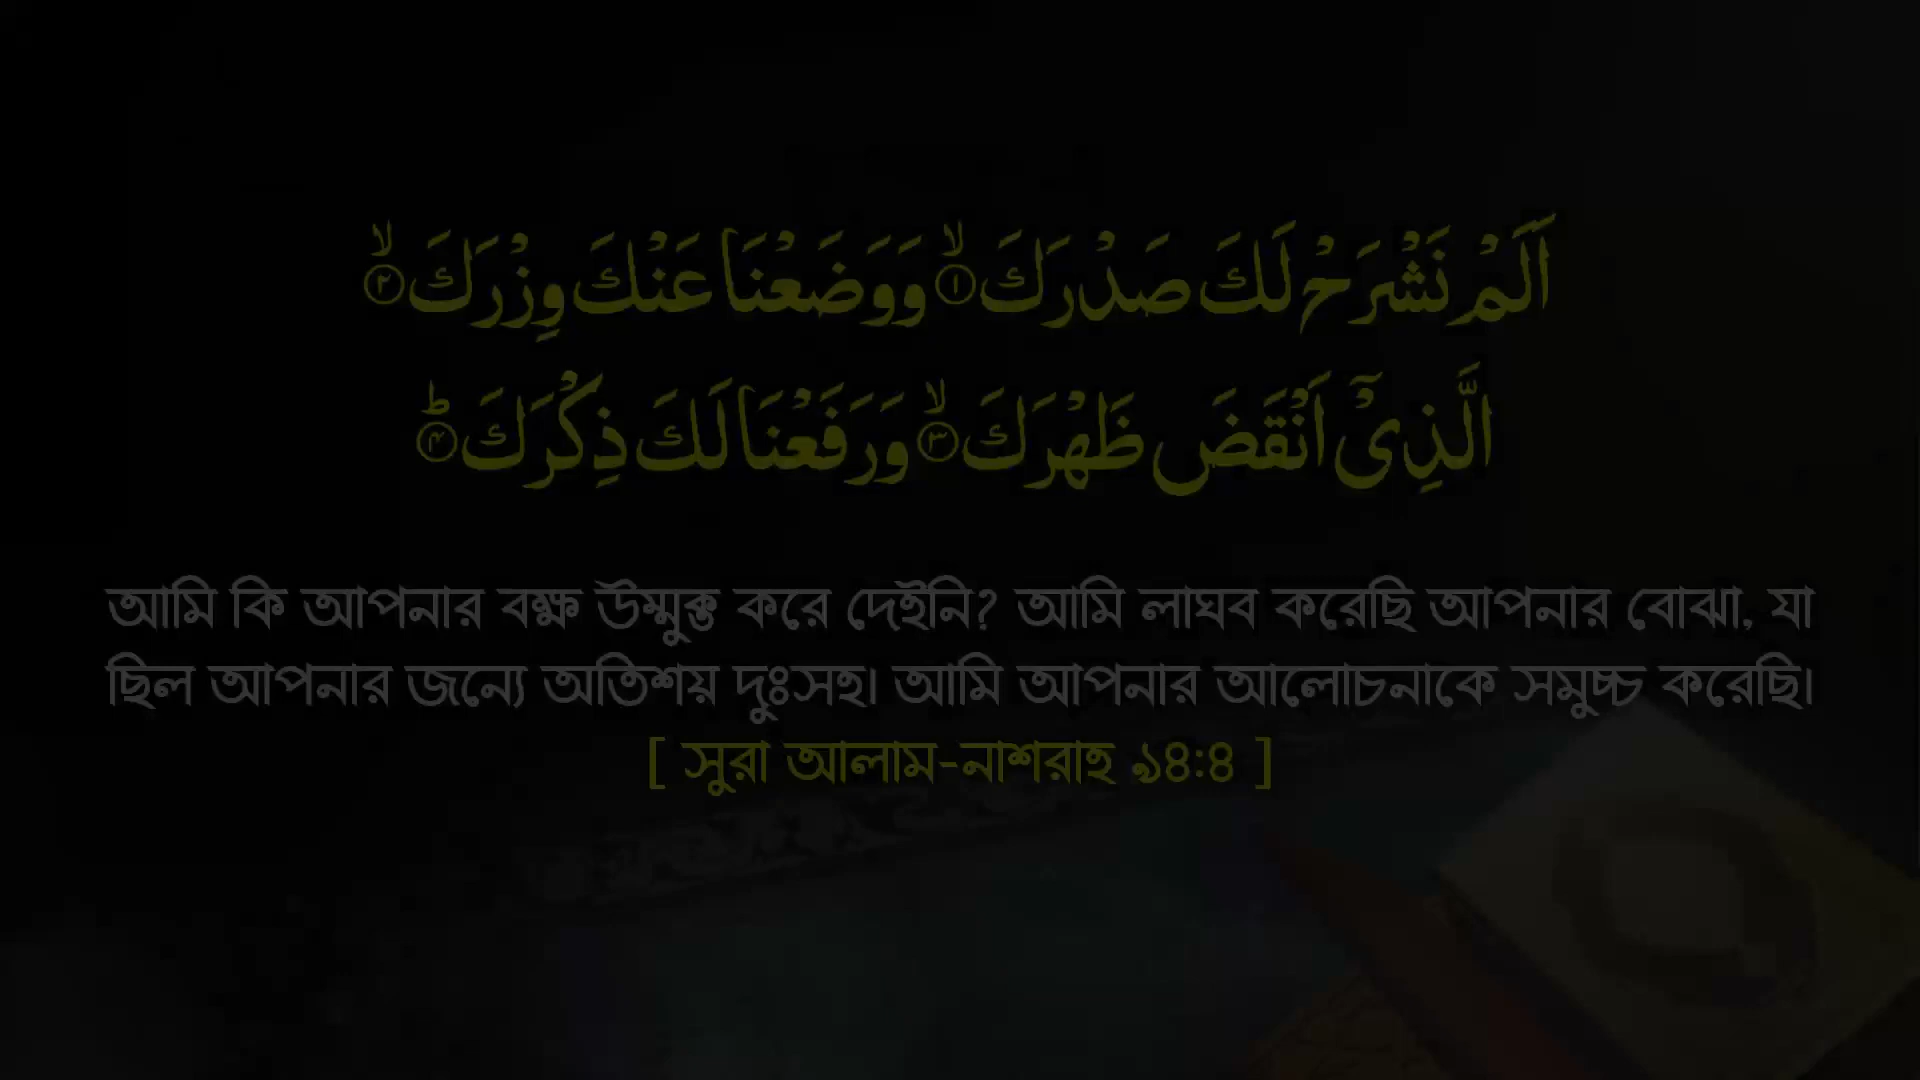 اَلَمْ نَشْرَحْ لَكَ صَدْرَكَ ۙ﴿۱﴾ وَوَضَعْنَا عَنْكَ وِزْرَكَ ۙ﴿۲﴾
الَّذِیْۤ اَنْقَضَ ظَهْرَكَ ۙ﴿۳﴾ وَرَفَعْنَا لَكَ ذِكْرَكَ ؕ﴿۴﴾
আমি কি আপনার বক্ষ উম্মুক্ত করে দেইনি? আমি লাঘব করেছি আপনার বোঝা, যা
ছিল আপনার জন্যে অতিশয় দুঃসহ। আমি আপনার আলোচনাকে সমুচ্চ করেছি।
[ সুরা আলাম-নাশরাহ ৯৪:৪ ]